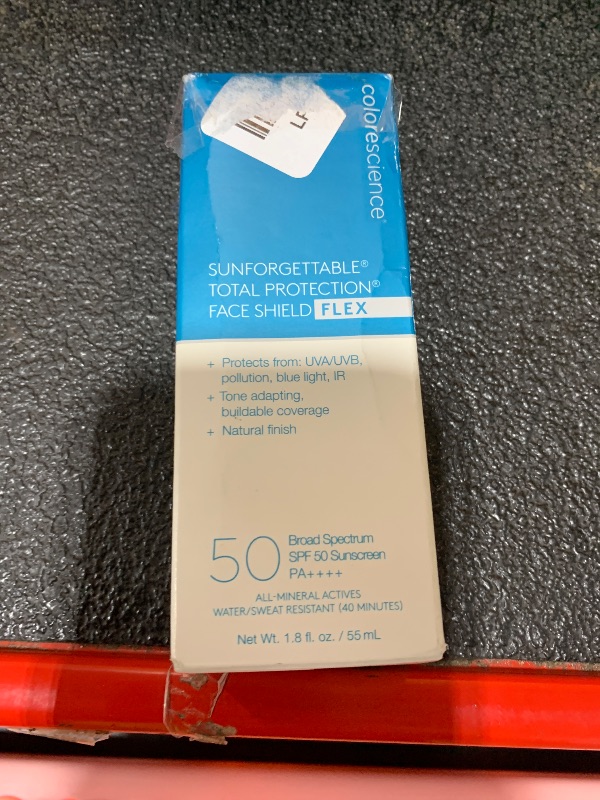 LF
colorescience®
SUNFORGETTABLE®
TOTAL PROTECTION®
FACE SHIELD FLEX
+ Protects from: UVA/UVB,
pollution, blue light, IR
+ Tone adapting,
buildable coverage
+ Natural finish
50
Broad Spectrum
SPF 50 Sunscreen
PA++++
ALL-MINERAL ACTIVES
WATER/SWEAT RESISTANT (40 MINUTES)
Net Wt. 1.8 fl. oz. / 55 mL